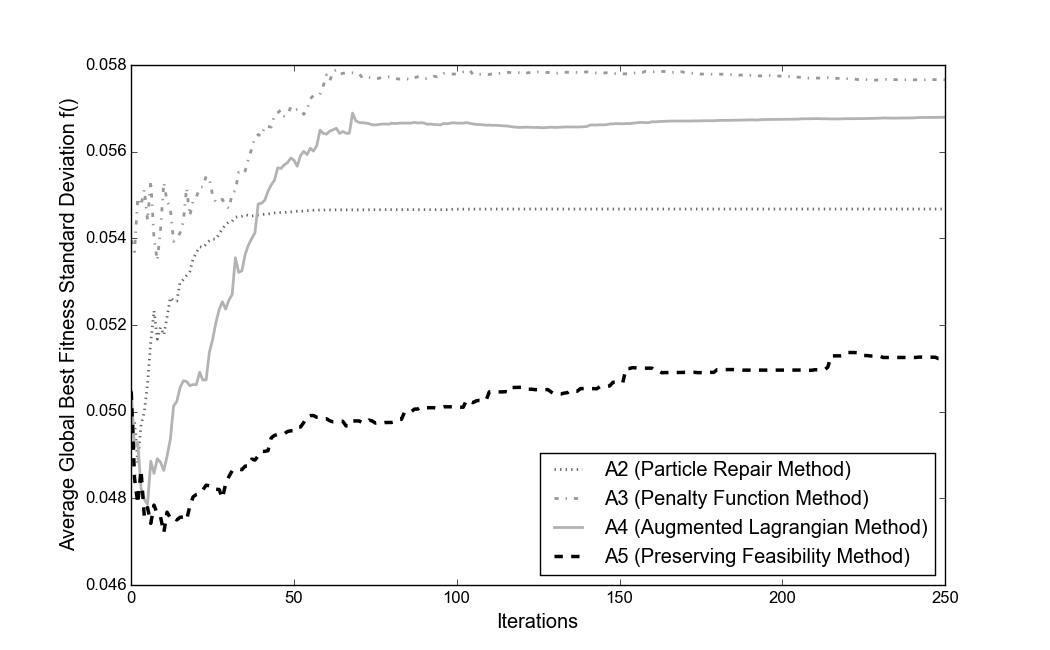 0.058
0.056
0.054
0.052
0.050
0.048
0.046
Average Global Best Fitness Standard Deviation f()
A2 (Particle Repair Method)
A3 (Penalty Function Method)
A4 (Augmented Lagrangian Method)
A5 (Preserving Feasibility Method)
0 50 100 150 200 250
Iterations